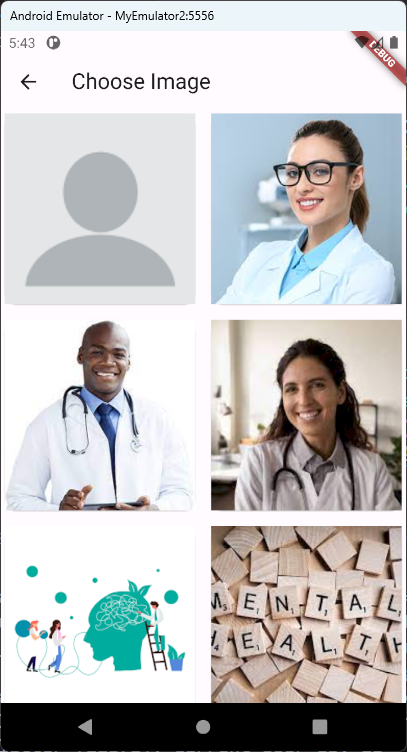 Android Emulator - MyEmulator2:5556
5:43
DEBUG
Choose Image
MENTAL
HEALTH